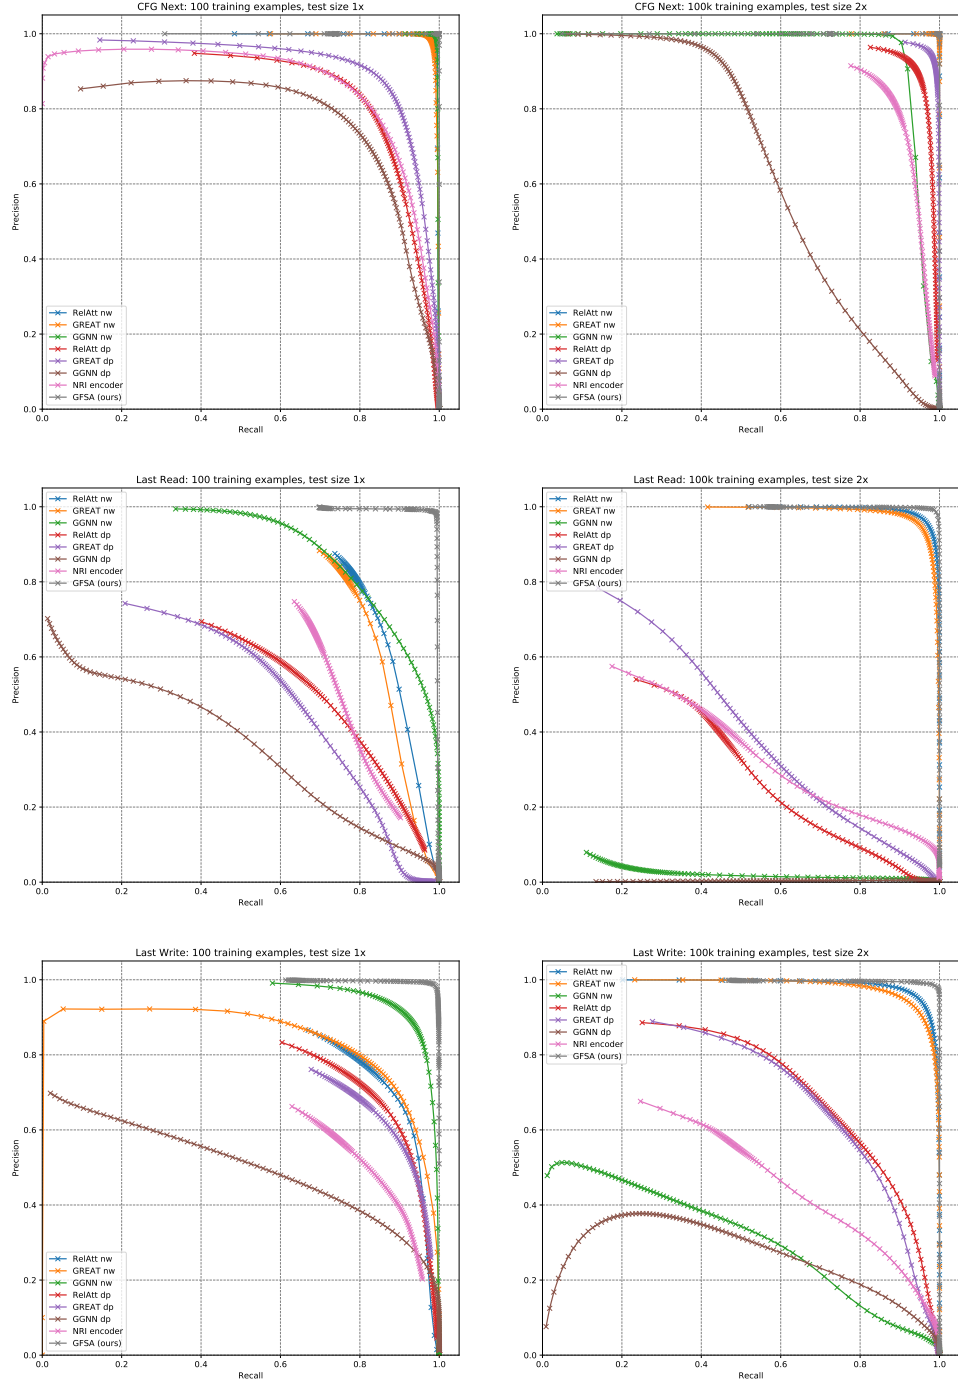 CFG Next: 100 training examples, test size 1x
1.0
0.8
0.6
0.4
0.2
0.0
Precision
RelAtt nw
GREAT nw
GGNN nw
RelAtt dp
GREAT dp
GGNN dp
NRI encoder
GFSA (ours)
0.0 0.2 0.4 0.6 0.8 1.0
Recall
CFG Next: 100k training examples, test size 2x
1.0
0.8
0.6
0.4
0.2
0.0
Precision
RelAtt nw
GREAT nw
GGNN nw
RelAtt dp
GREAT dp
GGNN dp
NRI encoder
GFSA (ours)
0.0 0.2 0.4 0.6 0.8 1.0
Recall
Last Read: 100 training examples, test size 1x
RelAtt nw
GREAT nw
GGNN nw
RelAtt dp
GREAT dp
GGNN dp
NRI encoder
GFSA (ours)
1.0
0.8
0.6
0.4
0.2
0.0
Precision
0.0 0.2 0.4 0.6 0.8 1.0
Recall
Last Read: 100k training examples, test size 2x
RelAtt nw
GREAT nw
GGNN nw
RelAtt dp
GREAT dp
GGNN dp
NRI encoder
GFSA (ours)
1.0
0.8
0.6
0.4
0.2
0.0
Precision
0.0 0.2 0.4 0.6 0.8 1.0
Recall
Last Write: 100 training examples, test size 1x
1.0
0.8
0.6
0.4
0.2
0.0
Precision
RelAtt nw
GREAT nw
GGNN nw
RelAtt dp
GREAT dp
GGNN dp
NRI encoder
GFSA (ours)
0.0 0.2 0.4 0.6 0.8 1.0
Recall
Last Write: 100k training examples, test size 2x
RelAtt nw
GREAT nw
GGNN nw
RelAtt dp
GREAT dp
GGNN dp
NRI encoder
GFSA (ours)
1.0
0.8
0.6
0.4
0.2
0.0
Precision
0.0 0.2 0.4 0.6 0.8 1.0
Recall